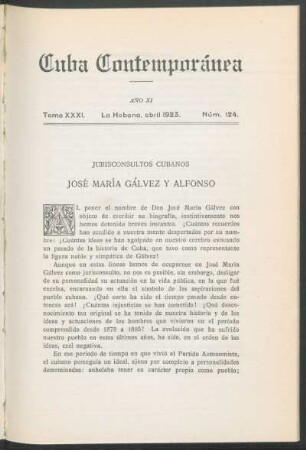 Cuba Contemporánea
AÑO XI
Tomo XXXI. La Habana, abril 1923. Núm. 124.
JURISCONSULTOS CUBANOS
JOSÉ MARÍA GÁLVEZ Y ALFONSO
AL poner el nombre de Don José María Gálvez con
objeto de escribir su biografía, instintivamente nos
hemos detenido breves instantes. ¡Cuántos recuerdos
han acudido a nuestra mente despertados por su nom-
bre! ¡Cuántas ideas se han agolpado en nuestro cerebro evocando
un pasado de la historia de Cuba, que tuvo como representante
la figura noble y simpática de Gálvez!
Aunque en estas líneas hemos de ocuparnos de José María
Gálvez como jurisconsulto, no nos es posible, sin embargo, desligar
de su personalidad su actuación en la vida pública, en la que fué
escriba, encarnando en ella el símbolo de las aspiraciones del
pueblo cubano. ¡Qué corto ha sido el tiempo pasado desde en-
tonces acá! ¡Cuántas injusticias se han cometido! ¡Qué desco-
nocimiento tan original se ha tenido de nuestra historia y de las
ideas y actuaciones de los hombres que vivieron en el período
comprendido desde 1878 a 1895! La evolución que ha sufrido
nuestro pueblo en estos últimos años, ha sido, en el orden de las
ideas, casi negativa.
En ese período de tiempo en que vivió el Partido Autonomista,
el cubano perseguía un ideal, ajeno por completo a personalidades
determinadas: anhelaba tener su carácter propio como pueblo;